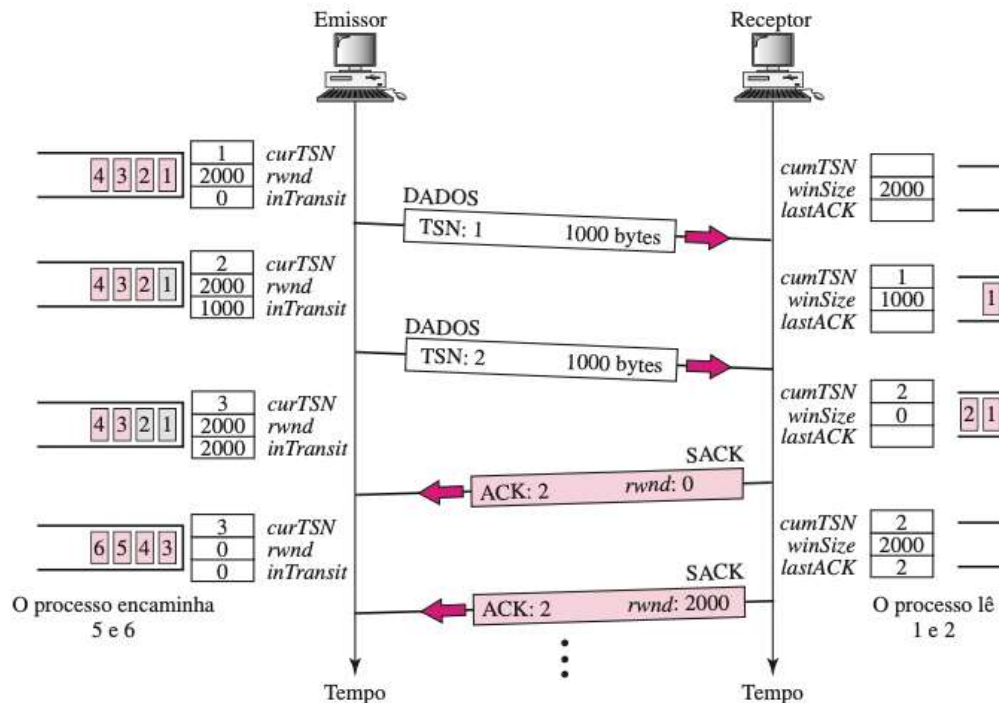 Emissor
Receptor
4 3 2 1
1 curTSN
2000 rwnd
0 inTransit
cumTSN
winSize 2000
lastACK
DADOS
TSN: 1 1000 bytes
4 3 2 1
2 curTSN
2000 rwnd
1000 inTransit
cumTSN 1
winSize 1000
lastACK
1
DADOS
TSN: 2 1000 bytes
4 3 2 1
3 curTSN
2000 rwnd
2000 inTransit
cumTSN 2
winSize 0
lastACK
2 1
SACK
ACK: 2 rwnd: 0
6 5 4 3
3 curTSN
0 rwnd
0 inTransit
O processo encaminha
5 e 6
cumTSN 2
winSize 2000
lastACK 2
O processo lê
1 e 2
SACK
ACK: 2 rwnd: 2000
Tempo
Tempo